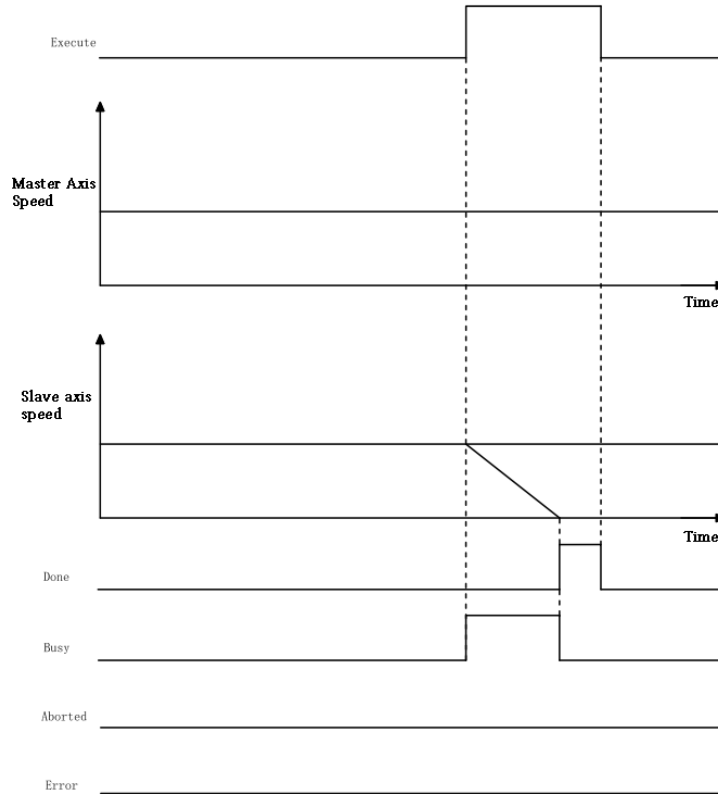 Execute
Master Axis
Speed
Time
Slave axis
speed
Time
Done
Busy
Aborted
Error